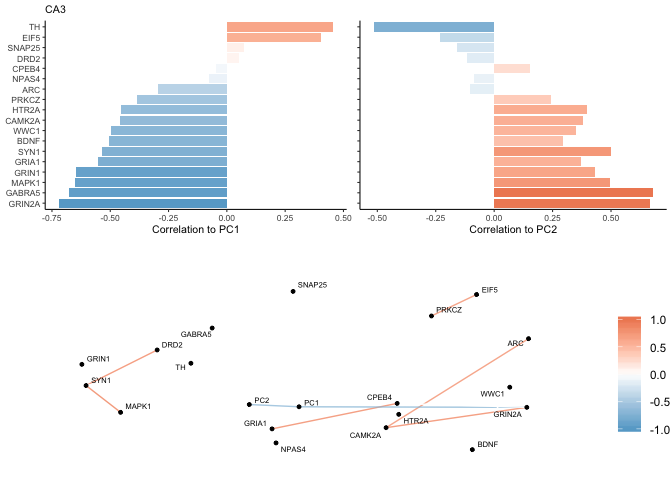 CA3
TH
EIF5
SNAP25
DRD2
CPEB4
NPAS4
ARC
PRKCZ
HTR2A
CAMK2A
WWC1
BDNF
SYN1
GRIA1
GRIN1
MAPK1
GABRA5
GRIN2A
-0.75 -0.50 -0.25 0.00 0.25 0.50
Correlation to PC1
-0.50 -0.25 0.00 0.25 0.50
Correlation to PC2
SNAP25
EIF5
PRKCZ
GABRA5
DRD2
ARC
GRIN1
TH
SYN1
WWC1
MAPK1
PC2
PC1
CPEB4
GRIN2A
HTR2A
GRIA1
CAMK2A
NPAS4
BDNF
1.0
0.5
0.0
-0.5
-1.0